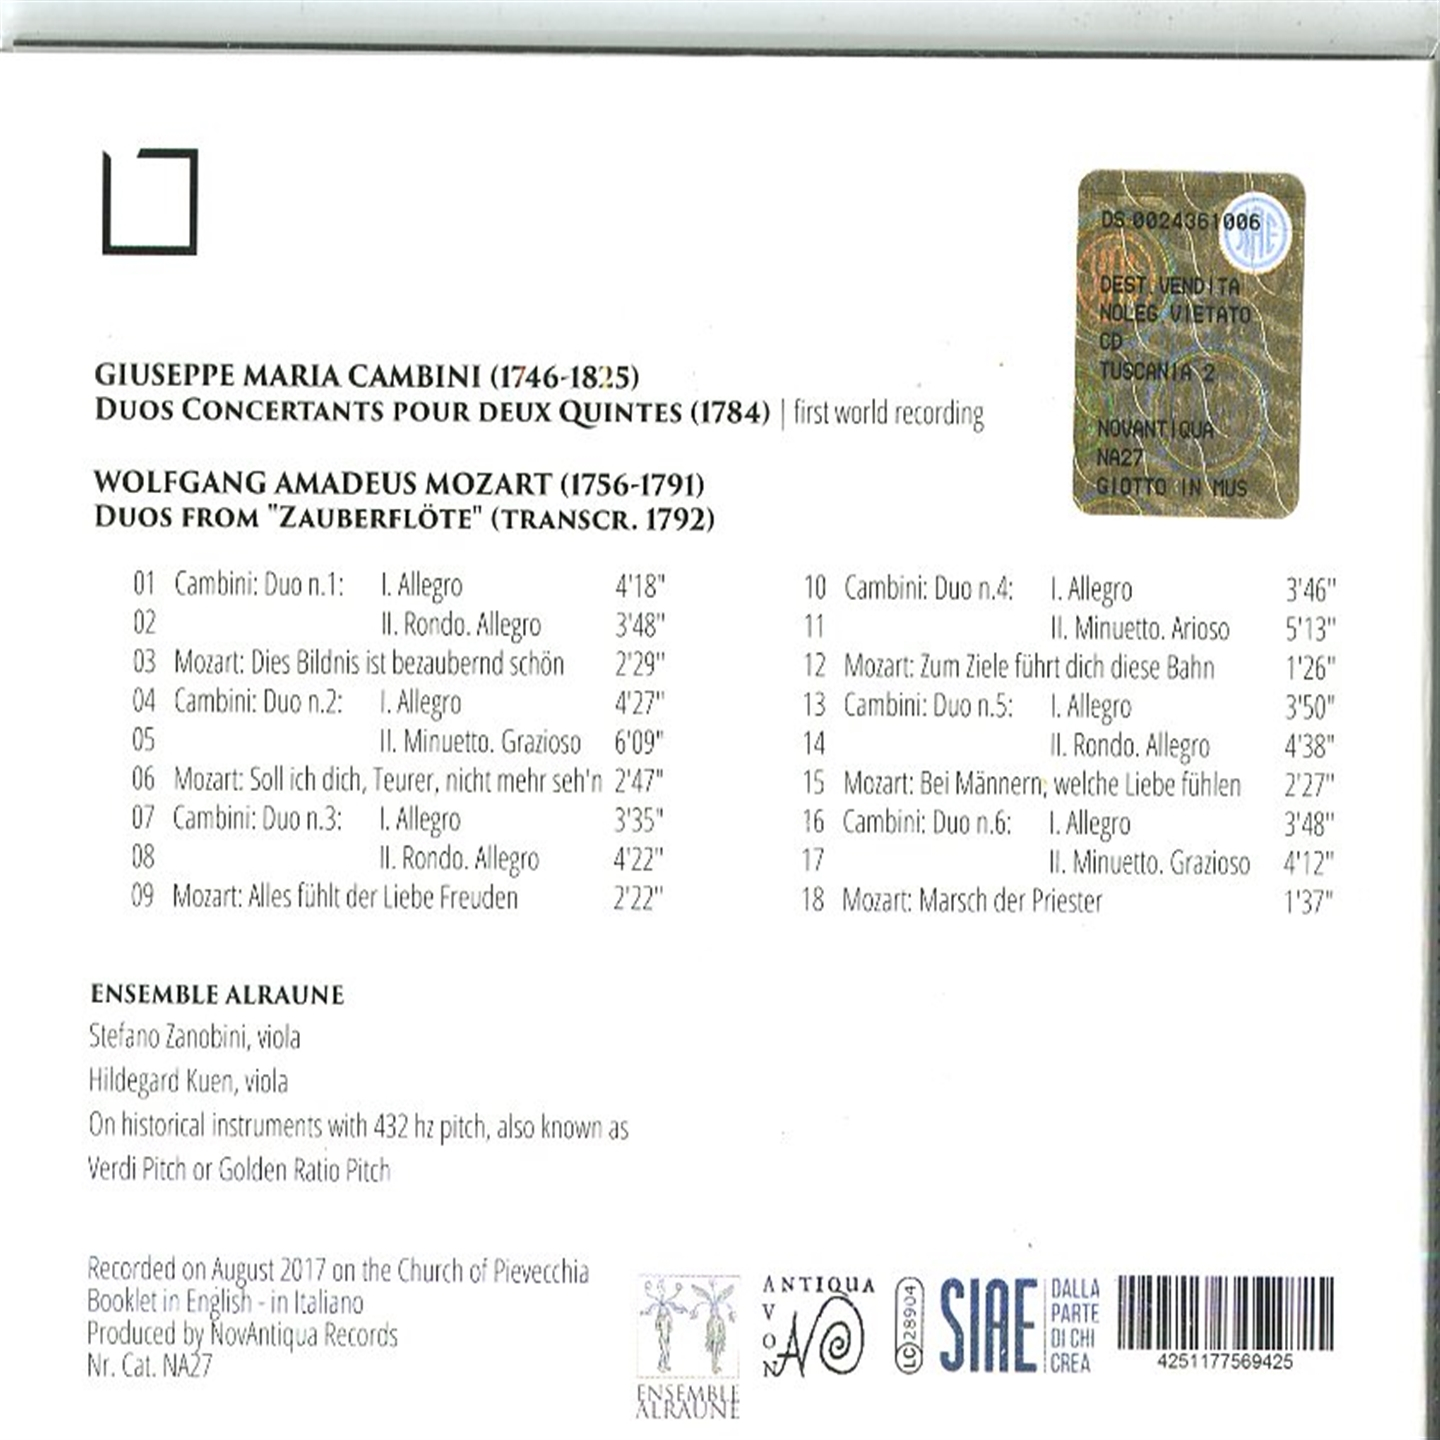 DS 0024361006
SIAE
DEST.VENDITA
NOLEG.VIETATO
CD
TUSCANIA 2
NOVANTIQUA
NA27
GIOTTO IN MUS
GIUSEPPE MARIA CAMBINI (1746-1825)
DUOS CONCERTANTS POUR DEUX QUINTES (1784) | first world recording
WOLFGANG AMADEUS MOZART (1756-1791)
DUOS FROM "ZAUBERFLÖTE" (TRANSCR. 1792)
01 Cambini: Duo n.1: I. Allegro 4'18"
02 II. Rondo. Allegro 3'48"
03 Mozart: Dies Bildnis ist bezaubernd schön 2'29"
04 Cambini: Duo n.2: I. Allegro 4'27"
05 II. Minuetto. Grazioso 6'09"
06 Mozart: Soll ich dich, Teurer, nicht mehr seh'n 2'47"
07 Cambini: Duo n.3: I. Allegro 3'35"
08 II. Rondo. Allegro 4'22"
09 Mozart: Alles fühlt der Liebe Freuden 2'22"
10 Cambini: Duo n.4: I. Allegro 3'46"
11 II. Minuetto. Arioso 5'13"
12 Mozart: Zum Ziele führt dich diese Bahn 1'26"
13 Cambini: Duo n.5: I. Allegro 3'50"
14 II. Rondo. Allegro 4'38"
15 Mozart: Bei Männern, welche Liebe fühlen 2'27"
16 Cambini: Duo n.6: I. Allegro 3'48"
17 II. Minuetto. Grazioso 4'12"
18 Mozart: Marsch der Priester 1'37"
ENSEMBLE ALRAUNE
Stefano Zanobini, viola
Hildegard Kuen, viola
On historical instruments with 432 hz pitch, also known as
Verdi Pitch or Golden Ratio Pitch
Recorded on August 2017 on the Church of Pievecchia
Booklet in English - in Italiano
Produced by NovAntiqua Records
Nr. Cat. NA27
ENSEMBLE
ALRAUNE
ANTIQUA
NOVA
LC 28904
SIAE
DALLA
PARTE
DI CHI
CREA
4251177569425